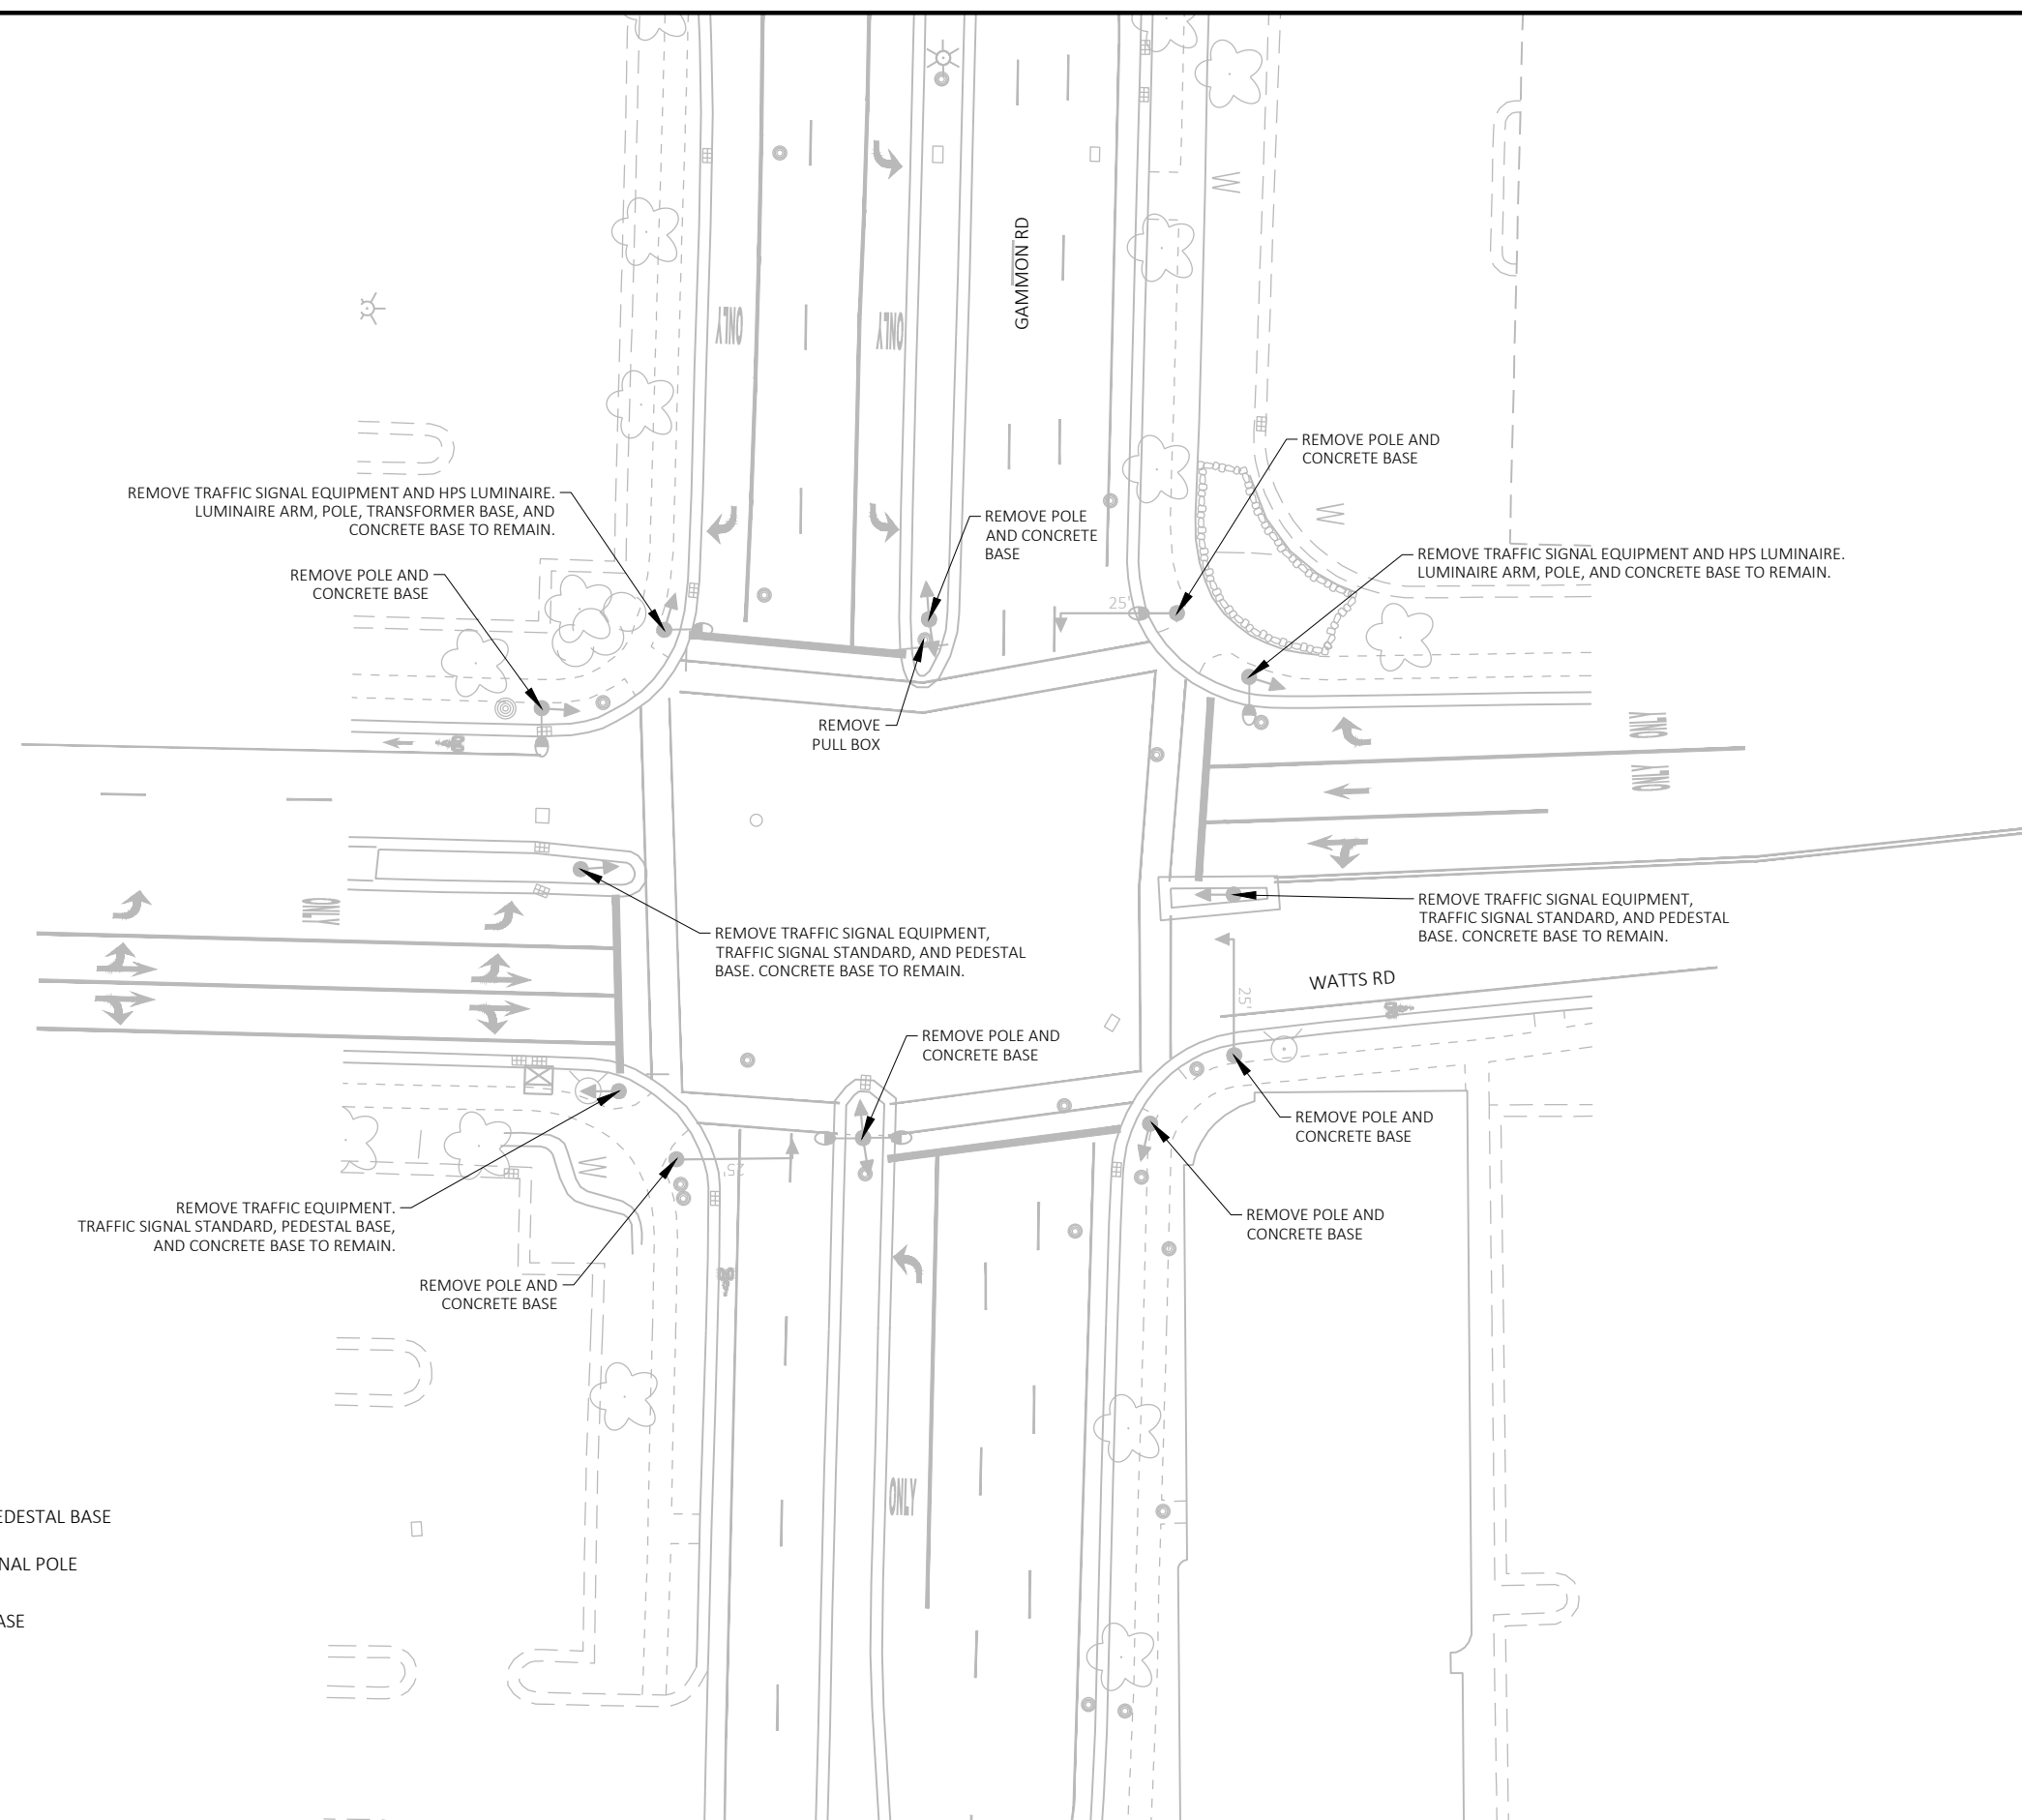 GAMMON RD
ONLY
ONLY
REMOVE POLE AND
CONCRETE BASE
REMOVE TRAFFIC SIGNAL EQUIPMENT AND HPS LUMINAIRE.
LUMINAIRE ARM, POLE, TRANSFORMER BASE, AND
CONCRETE BASE TO REMAIN.
REMOVE POLE
AND CONCRETE
BASE
REMOVE TRAFFIC SIGNAL EQUIPMENT AND HPS LUMINAIRE.
LUMINAIRE ARM, POLE, AND CONCRETE BASE TO REMAIN.
REMOVE POLE AND
CONCRETE BASE
25'
REMOVE
PULL BOX
ONLY
ONLY
ONLY
REMOVE TRAFFIC SIGNAL EQUIPMENT,
TRAFFIC SIGNAL STANDARD, AND PEDESTAL
BASE. CONCRETE BASE TO REMAIN.
REMOVE TRAFFIC SIGNAL EQUIPMENT,
TRAFFIC SIGNAL STANDARD, AND PEDESTAL
BASE. CONCRETE BASE TO REMAIN.
WATTS RD
25'
REMOVE POLE AND
CONCRETE BASE
REMOVE POLE AND
CONCRETE BASE
25'
REMOVE TRAFFIC EQUIPMENT.
TRAFFIC SIGNAL STANDARD, PEDESTAL BASE,
AND CONCRETE BASE TO REMAIN.
REMOVE POLE AND
CONCRETE BASE
REMOVE POLE AND
CONCRETE BASE
ONLY
EDESTAL BASE
NAL POLE
ASE